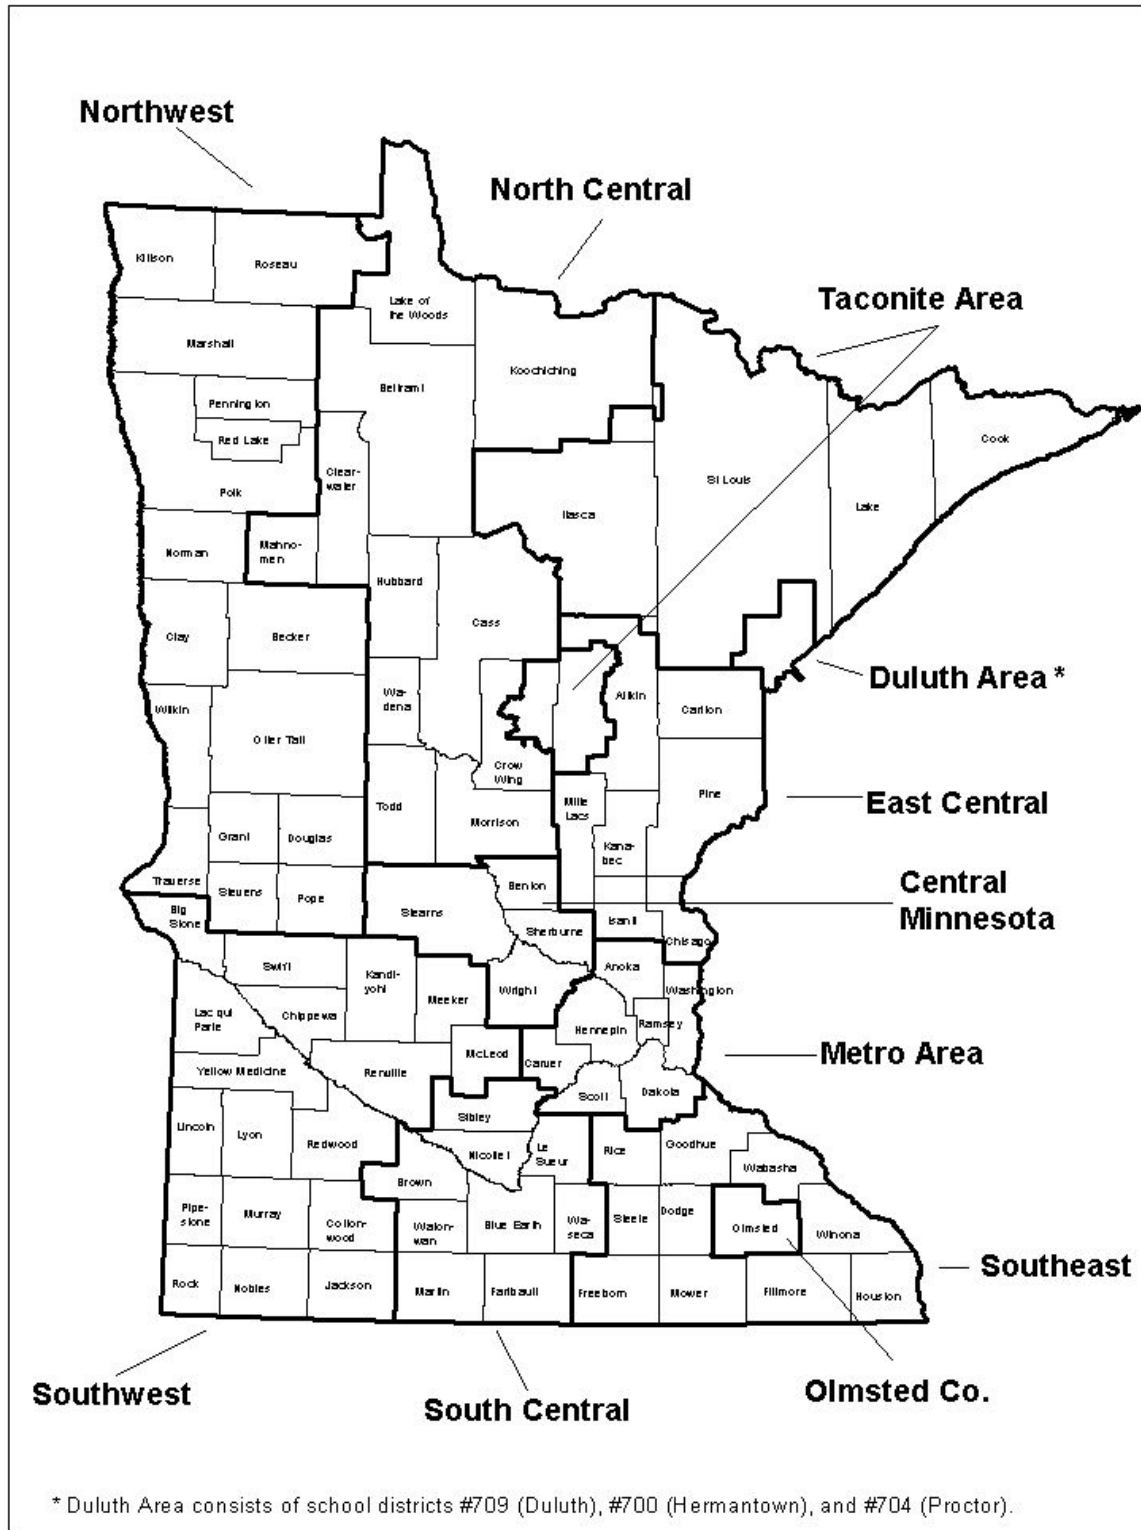 Northwest
North Central
Taconite Area
Kittson
Roseau
Lake of
the Woods
Marshall
Koochiching
Beltrami
Pennington
Red Lake
Cook
Clear-
water
St Louis
Polk
Lake
Itasca
Norman
Mahno-
men
Hubbard
Cass
Clay
Becker
Duluth Area *
Wa-
dena
Aitkin
Carlton
Wilkin
Otter Tail
Crow
Wing
Pine
East Central
Todd
Mille
Lacs
Morrison
Grant
Douglas
Kana-
bec
Traverse
Stevens
Pope
Benton
Central
Minnesota
Big
Stone
Stearns
Isanti
Sherburne
Chisago
Swift
Kandi-
yohi
Anoka
Meeker
Wright
Washington
Lac qui
Parle
Chippewa
Hennepin
Ramsey
McLeod
Carver
Metro Area
Yellow Medicine
Renville
Scott
Dakota
Sibley
Lincoln
Lyon
Redwood
Nicollet
Le
Sueur
Rice
Goodhue
Wabasha
Brown
Pipe-
stone
Murray
Cotton-
wood
Waton-
wan
Blue Earth
Wa-
seca
Steele
Dodge
Olmsted
Winona
Southeast
Rock
Nobles
Jackson
Martin
Faribault
Freeborn
Mower
Fillmore
Houston
Southwest
South Central
Olmsted Co.
* Duluth Area consists of school districts #709 (Duluth), #700 (Hermantown), and #704 (Proctor).